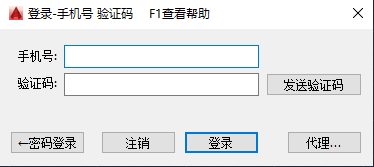 登录-手机号 验证码 F1查看帮助
手机号:
验证码: 发送验证码
←密码登录 注销 登录 代理...